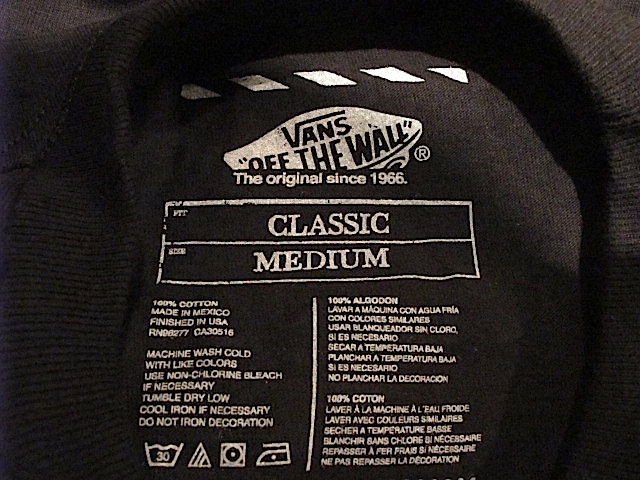 VANS
"OFF THE WALL"®
The original since 1966.
FIT
CLASSIC
SIZE
MEDIUM
100% COTTON
MADE IN MEXICO
FINISHED IN USA
RN96277 CA30516
MACHINE WASH COLD
WITH LIKE COLORS
USE NON-CHLORINE BLEACH
IF NECESSARY
TUMBLE DRY LOW
COOL IRON IF NECESSARY
DO NOT IRON DECORATION
30
100% ALGODON
LAVAR A MÁQUINA CON AGUA FRÍA
CON COLORES SIMILARES
USAR BLANQUEADOR SIN CLORO,
SI ES NECESARIO
SECAR A TEMPERATURA BAJA
PLANCHAR A TEMPERATURA BAJA
SI ES NECESARIO
NO PLANCHAR LA DECORACIÓN
100% COTON
LAVER À LA MACHINE À L'EAU FROIDE
LAVER AVEC COULEURS SIMILAIRES
SECHER A TEMPERATURE BASSE
BLANCHIR SANS CHLORE SI NÉCESSAIRE
REPASSER À FER FRAIS SI NÉCESSAIRE
NE PAS REPASSER LA DÉCORATION